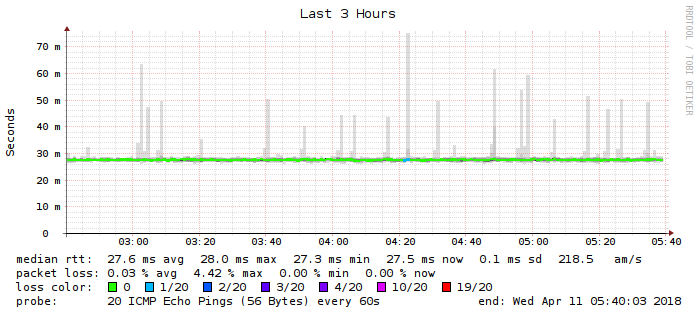 Last 3 Hours
RRDTOOL / TOBI OETIKER
Seconds
70 m
60 m
50 m
40 m
30 m
20 m
10 m
0
03:00 03:20 03:40 04:00 04:20 04:40 05:00 05:20 05:40
median rtt: 27.6 ms avg 28.0 ms max 27.3 ms min 27.5 ms now 0.1 ms sd 218.5 am/s
packet loss: 0.03 % avg 4.42 % max 0.00 % min 0.00 % now
loss color: 0 1/20 2/20 3/20 4/20 10/20 19/20
probe: 20 ICMP Echo Pings (56 Bytes) every 60s end: Wed Apr 11 05:40:03 2018